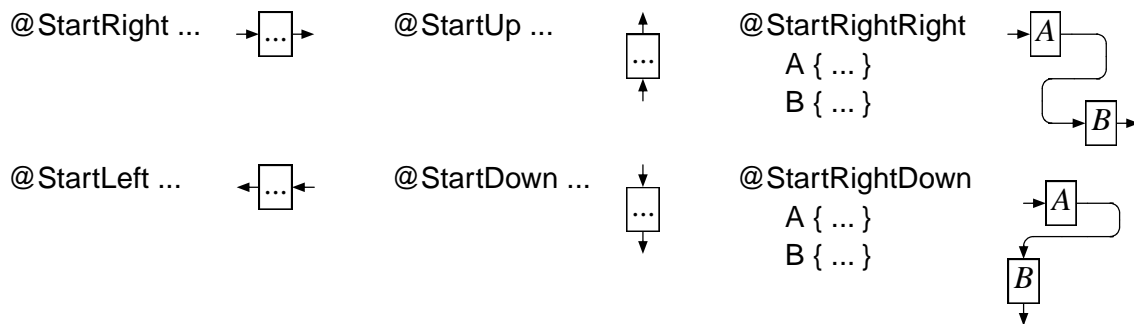 @StartRight ... ... @StartUp ... ... @StartRightRight A
A { ... }
B { ... } B
@StartLeft ... ... @StartDown ... ... @StartRightDown A
A { ... }
B { ... } B